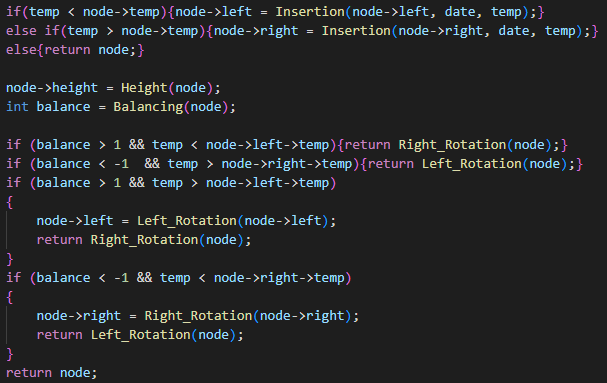 if(temp < node->temp){node->left = Insertion(node->left, date, temp);}
else if(temp > node->temp){node->right = Insertion(node->right, date, temp);}
else{return node;}
node->height = Height(node);
int balance = Balancing(node);
if (balance > 1 && temp < node->left->temp){return Right_Rotation(node);}
if (balance < -1  && temp > node->right->temp){return Left_Rotation(node);}
if (balance > 1 && temp > node->left->temp)
{
node->left = Left_Rotation(node->left);
return Right_Rotation(node);
}
if (balance < -1 && temp < node->right->temp)
{
node->right = Right_Rotation(node->right);
return Left_Rotation(node);
}
return node;